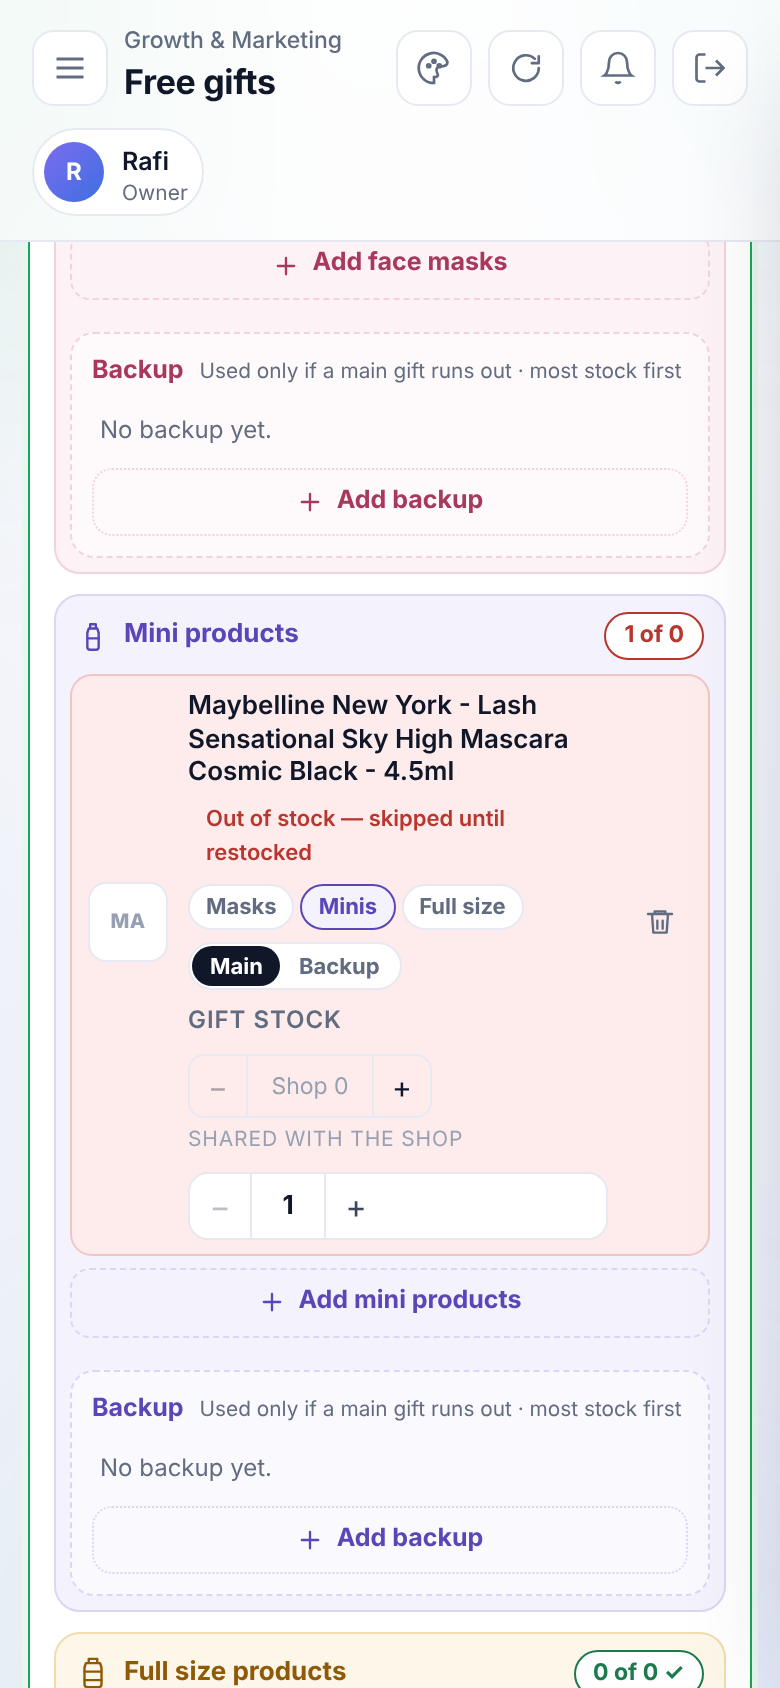 Growth & Marketing
Free gifts
R
Rafi
Owner
+ Add face masks
Backup Used only if a main gift runs out · most stock first
No backup yet.
+ Add backup
Mini products
1 of 0
Maybelline New York - Lash
Sensational Sky High Mascara
Cosmic Black - 4.5ml
Out of stock — skipped until
restocked
MA
Masks Minis Full size
Main Backup
GIFT STOCK
− Shop 0 +
SHARED WITH THE SHOP
− 1 +
+ Add mini products
Backup Used only if a main gift runs out · most stock first
No backup yet.
+ Add backup
Full size products
0 of 0 ✓